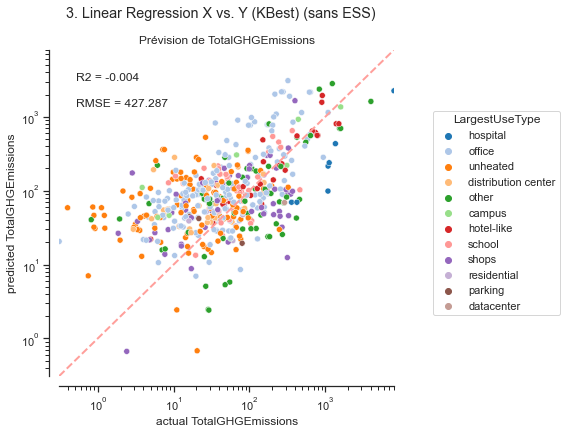 3. Linear Regression X vs. Y (KBest) (sans ESS)
Prévision de TotalGHGEmissions
R2 = -0.004
RMSE = 427.287
predicted TotalGHGEmissions
10³
10²
10¹
10⁰
10⁰ 10¹ 10² 10³
actual TotalGHGEmissions
LargestUseType
hospital
office
unheated
distribution center
other
campus
hotel-like
school
shops
residential
parking
datacenter